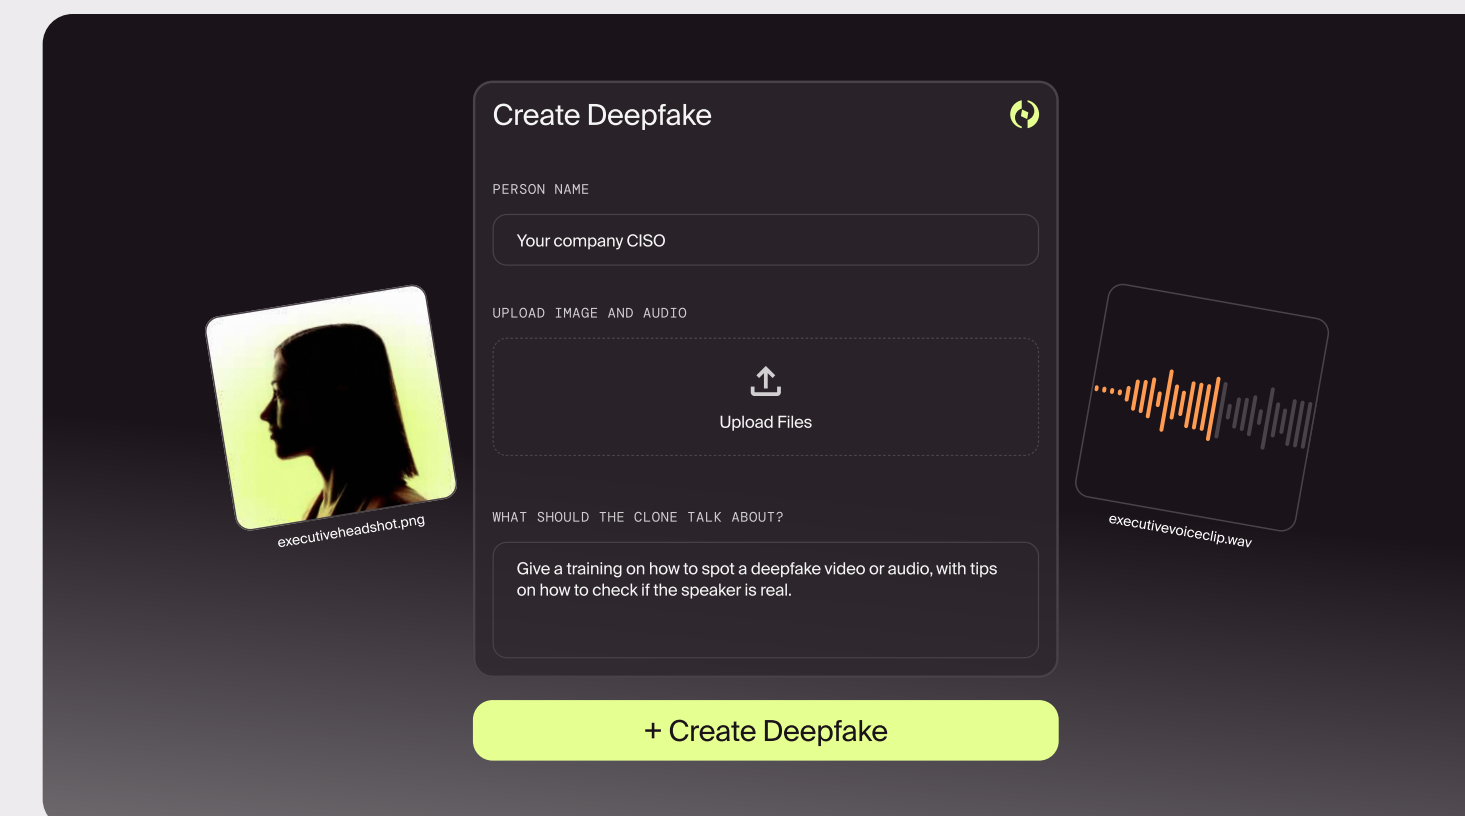 Create Deepfake
PERSON NAME
Your company CISO
UPLOAD IMAGE AND AUDIO
Upload Files
executiveheadshot.png
executivevoiceclip.wav
WHAT SHOULD THE CLONE TALK ABOUT?
Give a training on how to spot a deepfake video or audio, with tips
on how to check if the speaker is real.
+ Create Deepfake